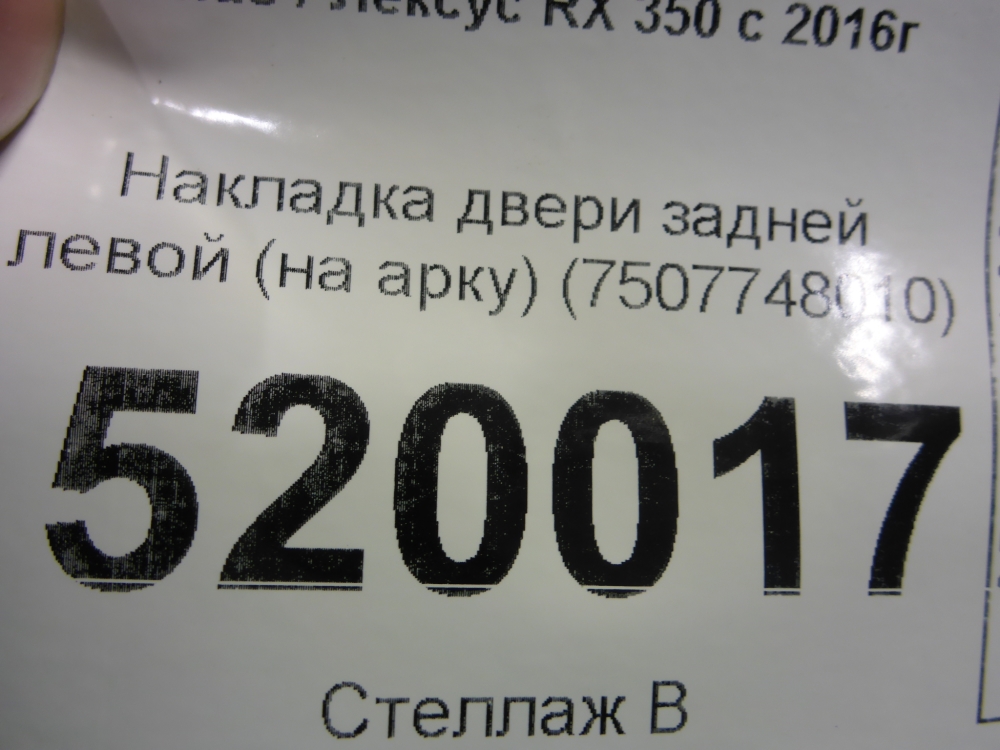 Лексус RX 350 с 2016г
Накладка двери задней
левой (на арку) (7507748010)
520017
Стеллаж В